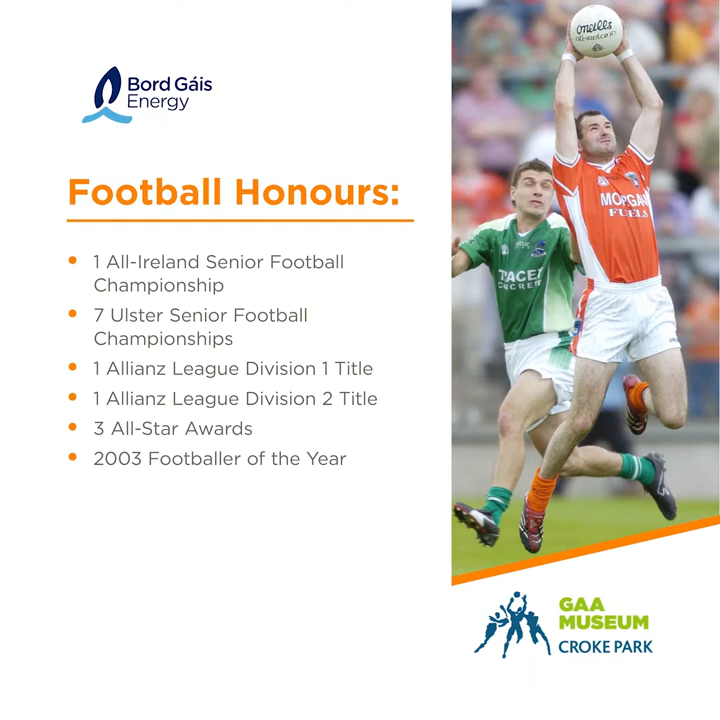 Bord Gáis
Energy
Football Honours:
• 1 All-Ireland Senior Football
Championship
• 7 Ulster Senior Football
Championships
• 1 Allianz League Division 1 Title
• 1 Allianz League Division 2 Title
• 3 All-Star Awards
• 2003 Footballer of the Year
O'neills
all-ireland
MORGAN
FUELS
GAA
MUSEUM
CROKE PARK